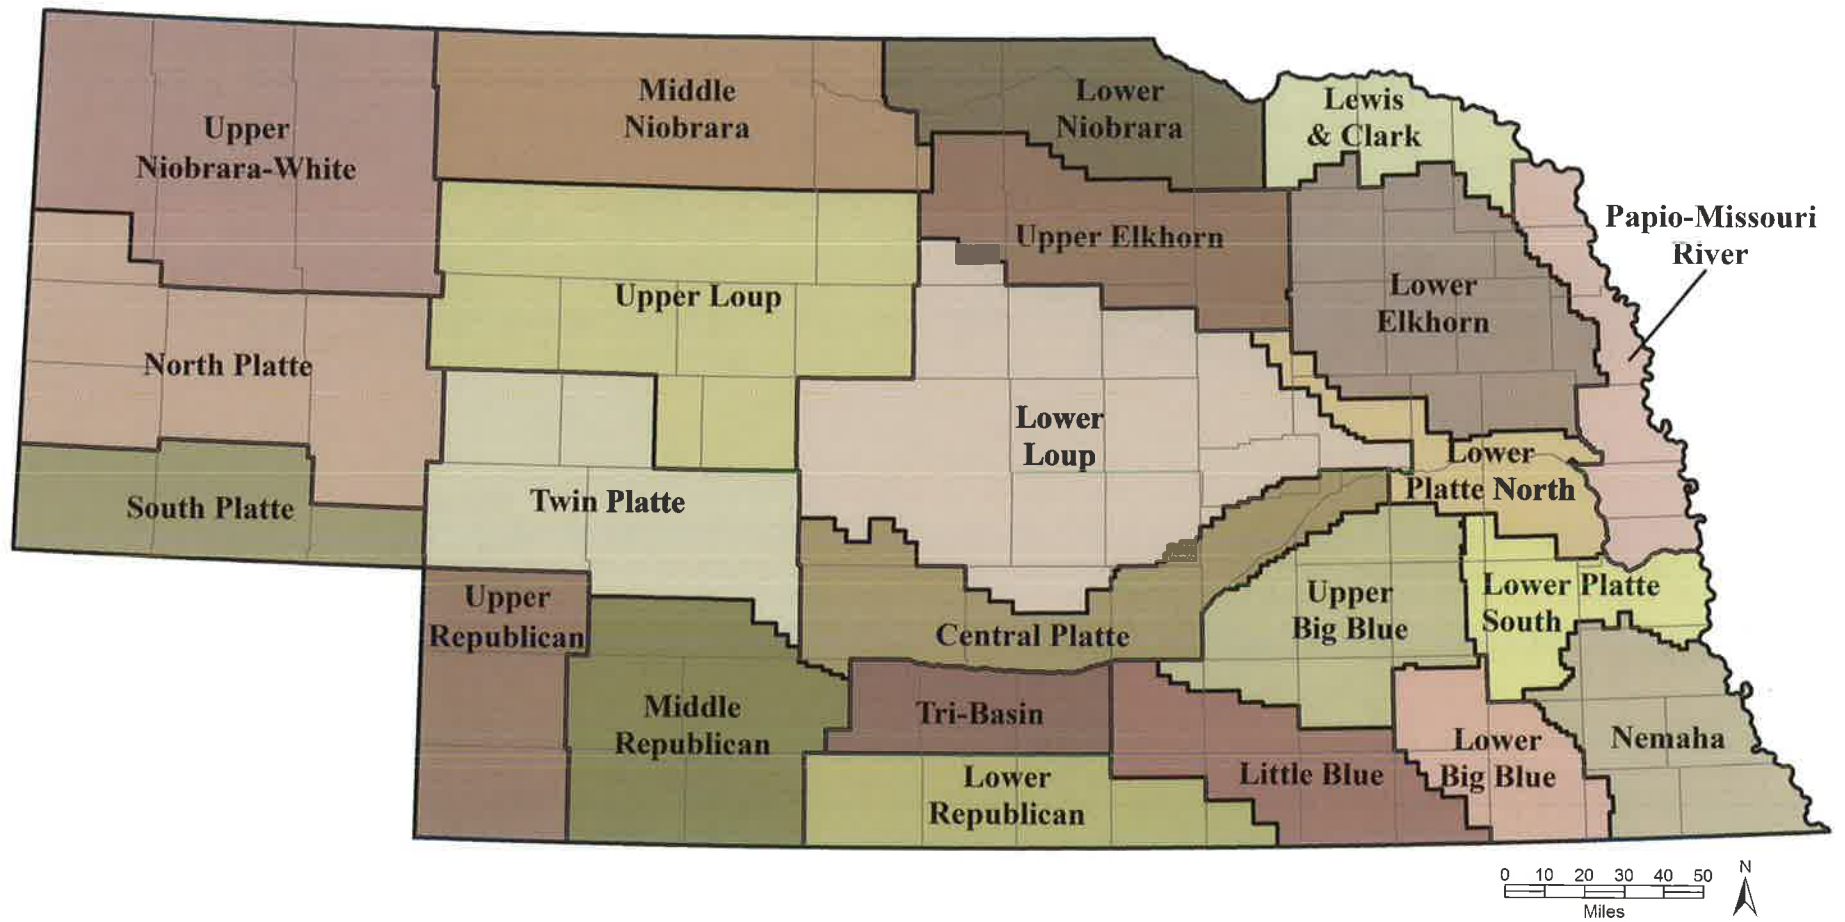 Upper
Niobrara-White
Middle
Niobrara
Lower
Niobrara
Lewis
& Clark
Papio-Missouri
River
Upper Elkhorn
Lower
Elkhorn
Upper Loup
North Platte
Lower
Loup
Lower
Platte North
South Platte
Twin Platte
Upper
Republican
Central Platte
Upper
Big Blue
Lower Platte
South
Middle
Republican
Tri-Basin
Lower
Republican
Little Blue
Lower
Big Blue
Nemaha
0 10 20 30 40 50
Miles
N